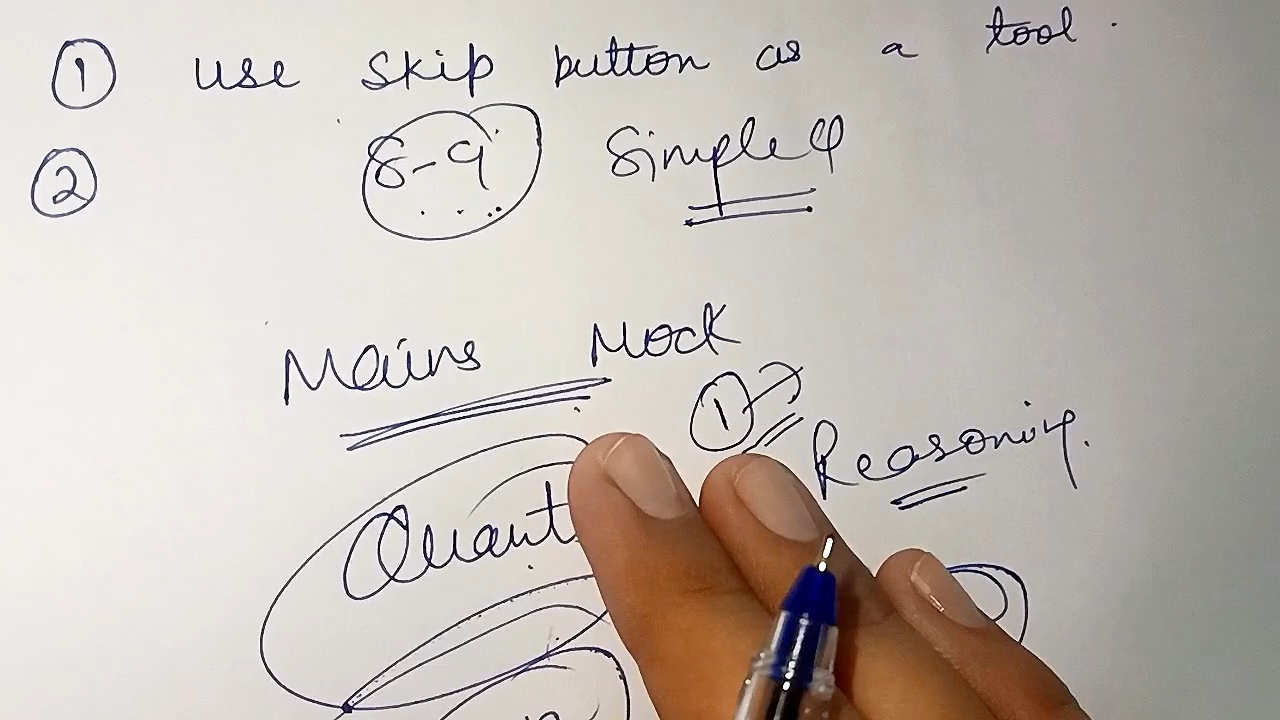 ① Use Skip button as a tool.
② 8-9 Simple Q
Mains Mock
① → Reasoning.
Quant